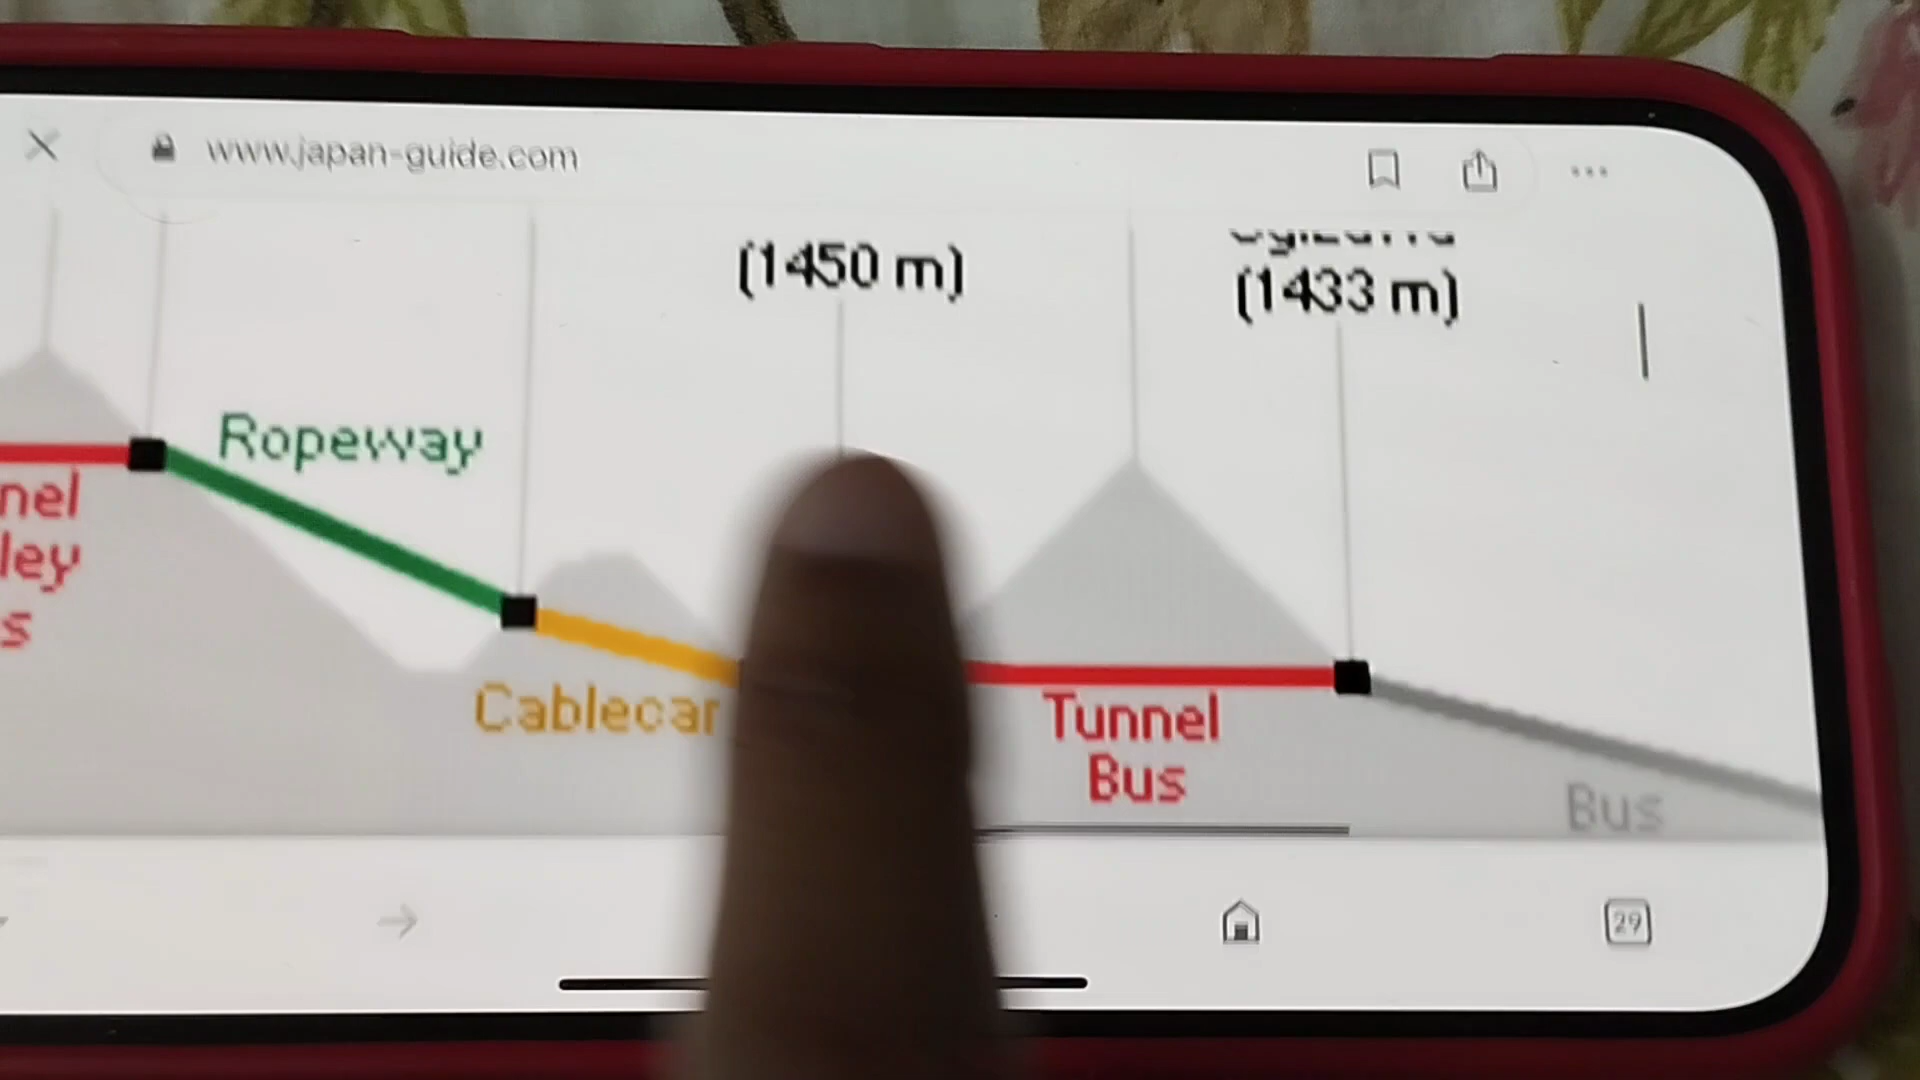 www.japan-guide.com
(1450 m)
(1433 m)
Ropeway
nel
ley
s
Cablecar
Tunnel
Bus
Bus
29